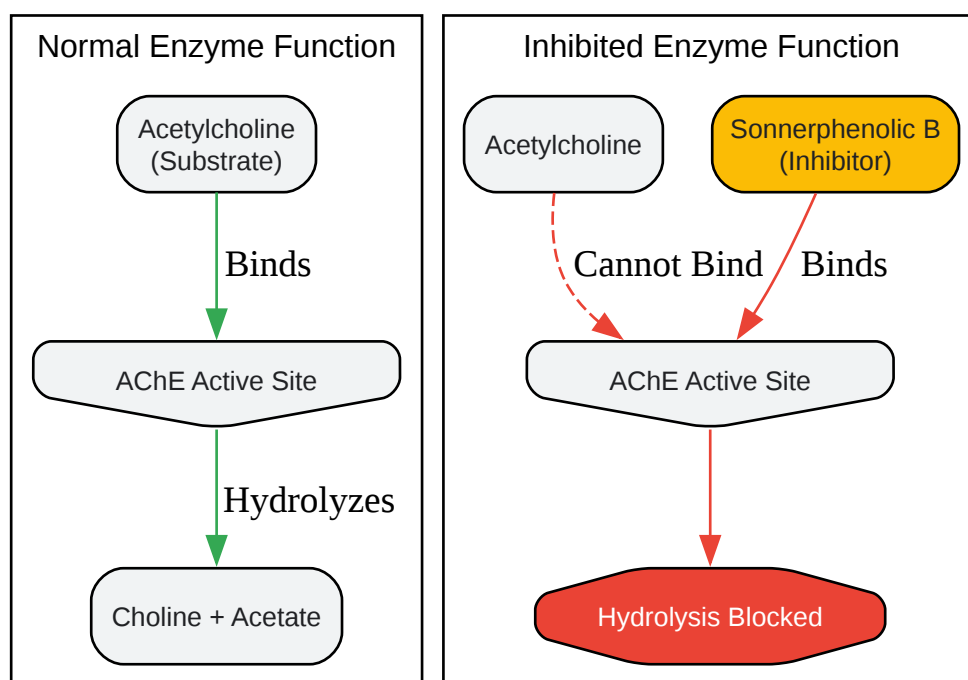 Normal Enzyme Function
Acetylcholine
(Substrate)
Binds
AChE Active Site
Hydrolyzes
Choline + Acetate
Inhibited Enzyme Function
Acetylcholine
Sonnerphenolic B
(Inhibitor)
Cannot Bind
Binds
AChE Active Site
Hydrolysis Blocked